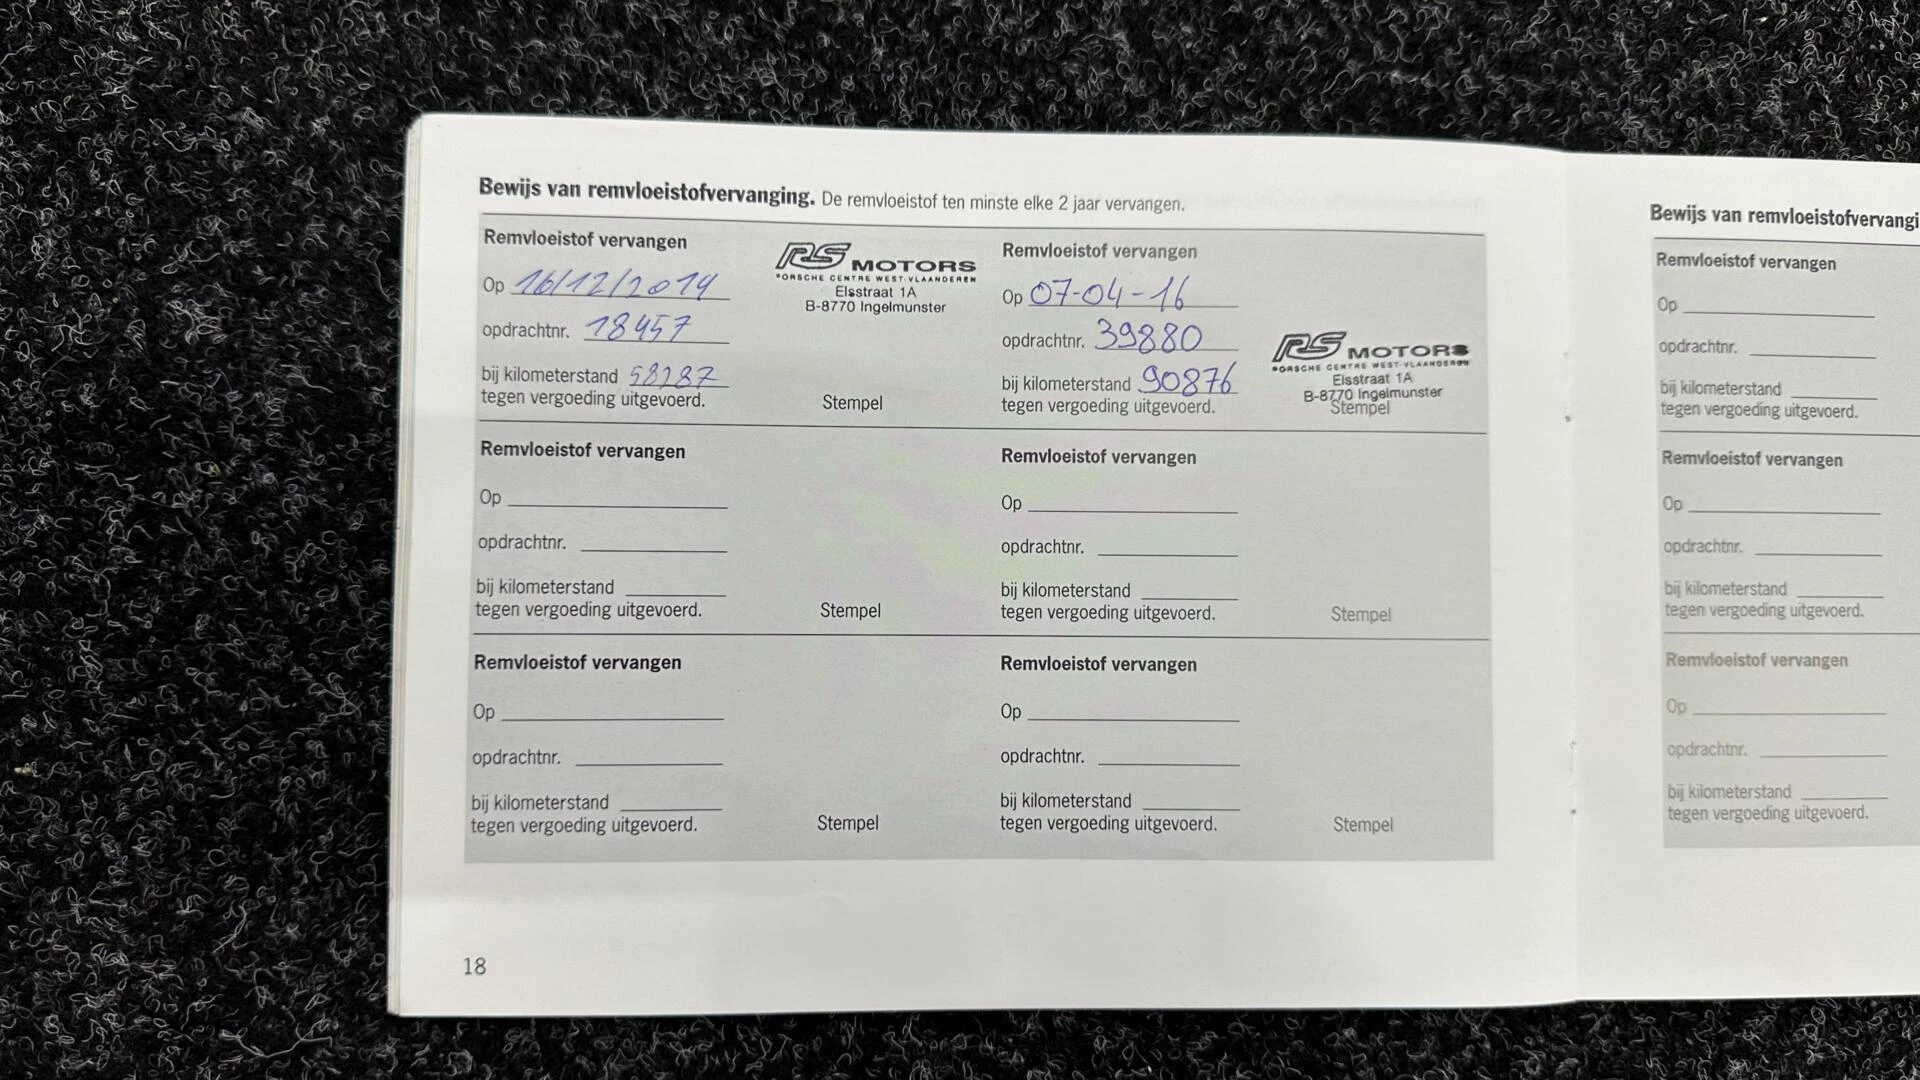 Bewijs van remvloeistofvervanging. De remvloeistof ten minste elke 2 jaar vervangen.
Remvloeistof vervangen
Op 16/12/2014
opdrachtnr. 18457
bij kilometerstand 58287
tegen vergoeding uitgevoerd.
RS MOTORS
PORSCHE CENTRE WEST-VLAANDEREN
Elsstraat 1A
B-8770 Ingelmunster
Stempel
Remvloeistof vervangen
Op 07-04-16
opdrachtnr. 39880
bij kilometerstand 90876
tegen vergoeding uitgevoerd.
RS MOTORS
PORSCHE CENTRE WEST-VLAANDEREN
Elsstraat 1A
B-8770 Ingelmunster
Stempel
Remvloeistof vervangen
Op
opdrachtnr.
bij kilometerstand
tegen vergoeding uitgevoerd.
Stempel
Remvloeistof vervangen
Op
opdrachtnr.
bij kilometerstand
tegen vergoeding uitgevoerd.
Stempel
Remvloeistof vervangen
Op
opdrachtnr.
bij kilometerstand
tegen vergoeding uitgevoerd.
Stempel
Remvloeistof vervangen
Op
opdrachtnr.
bij kilometerstand
tegen vergoeding uitgevoerd.
Stempel
18
Bewijs van remvloeistofvervangi
Remvloeistof vervangen
Op
opdrachtnr.
bij kilometerstand
tegen vergoeding uitgevoerd.
Remvloeistof vervangen
Op
opdrachtnr.
bij kilometerstand
tegen vergoeding uitgevoerd.
Remvloeistof vervangen
Op
opdrachtnr.
bij kilometerstand
tegen vergoeding uitgevoerd.